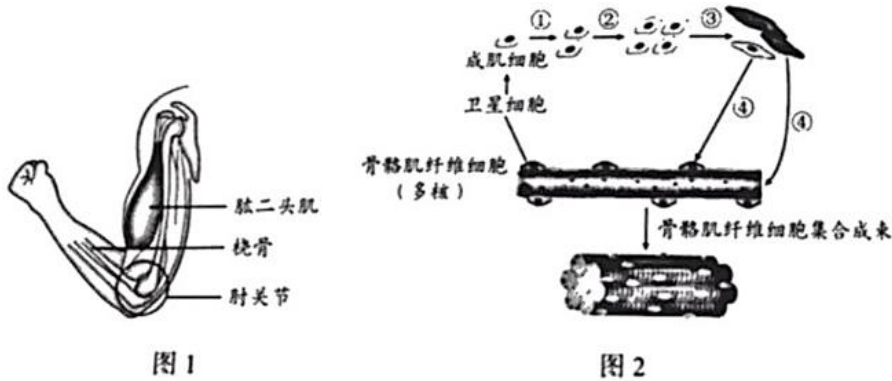 ① ② ③
成肌细胞
卫星细胞
④ ④
骨骼肌纤维细胞
（多核）
骨骼肌纤维细胞集合成束
肱二头肌
桡骨
肘关节
图1
图2